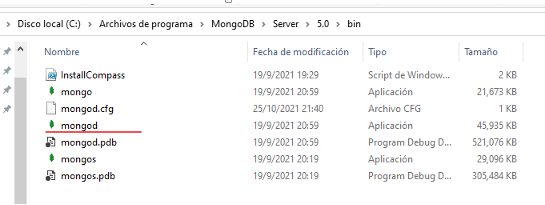 Disco local (C:) > Archivos de programa > MongoDB > Server > 5.0 > bin
Nombre Fecha de modificación Tipo Tamaño
InstallCompass 19/9/2021 19:29 Script de Window... 2 KB
mongo 19/9/2021 20:59 Aplicación 21,673 KB
mongod.cfg 25/10/2021 21:40 Archivo CFG 1 KB
mongod 19/9/2021 20:59 Aplicación 45,935 KB
mongod.pdb 19/9/2021 20:59 Program Debug D... 521,076 KB
mongos 19/9/2021 20:19 Aplicación 29,096 KB
mongos.pdb 19/9/2021 20:19 Program Debug D... 305,484 KB